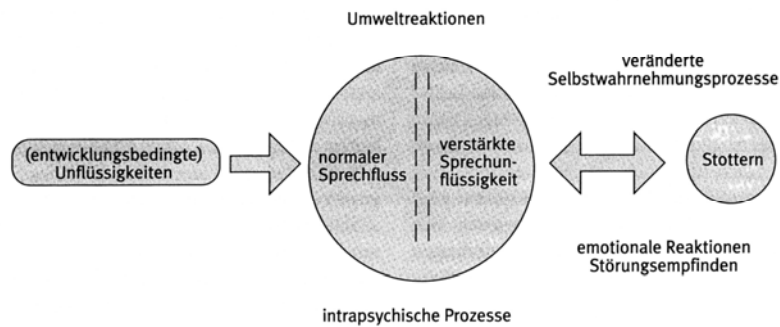 Umweltreaktionen
veränderte
Selbstwahrnehmungsprozesse
(entwicklungsbedingte)
Unflüssigkeiten
normaler
Sprechfluss
verstärkte
Sprechun-
flüssigkeit
Stottern
emotionale Reaktionen
Störungsempfinden
intrapsychische Prozesse